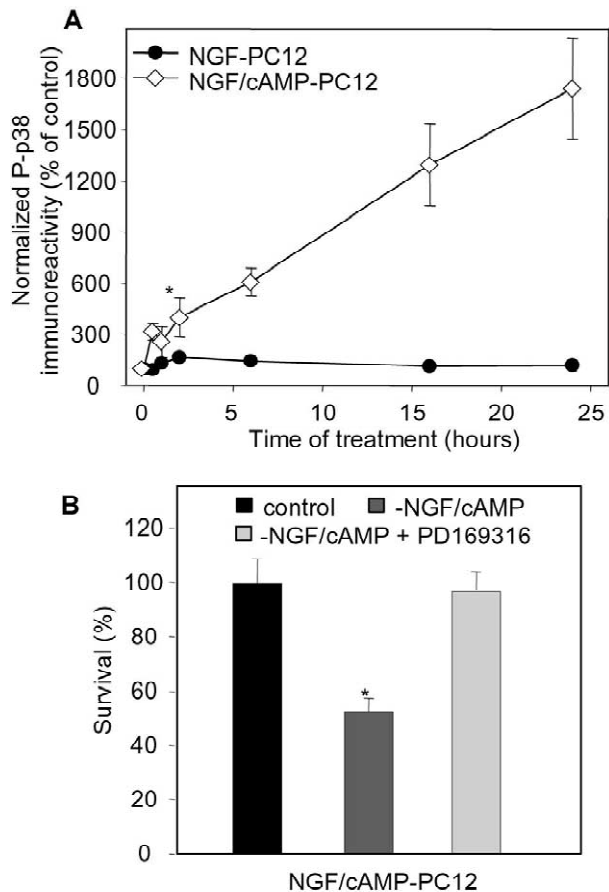 A
NGF-PC12
NGF/cAMP-PC12
Normalized P-p38
immunoreactivity (% of control)
1800
1500
1200
900
600
300
0
*
0 5 10 15 20 25
Time of treatment (hours)
B
control -NGF/cAMP
-NGF/cAMP + PD169316
Survival (%)
120
100
80
60
40
20
0
*
NGF/cAMP-PC12